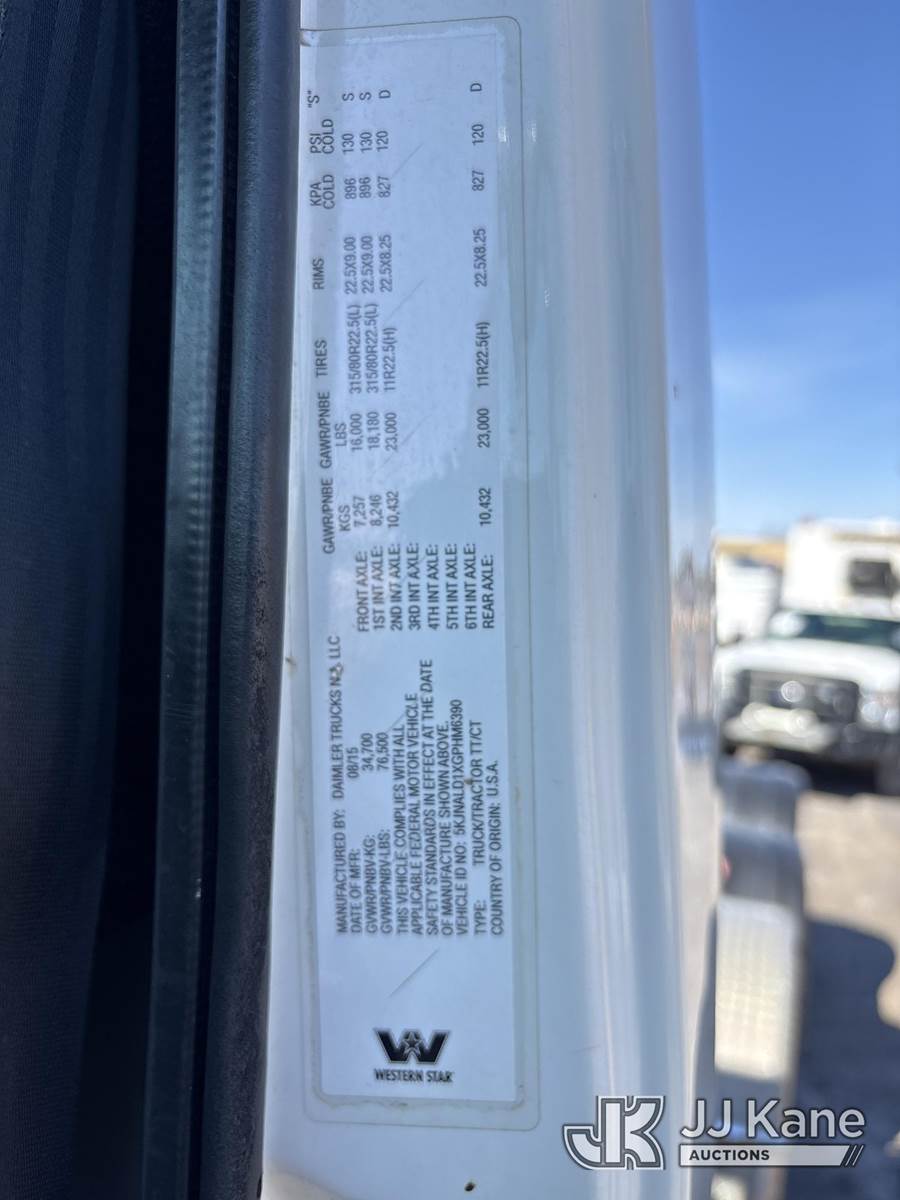 WESTERN STAR
MANUFACTURED BY: DAIMLER TRUCKS NA, LLC
DATE OF MFR: 08/15
GVWR/PNBV-KG: 34,700
GVWR/PNBV-LBS: 76,500
THIS VEHICLE COMPLIES WITH ALL
APPLICABLE FEDERAL MOTOR VEHICLE
SAFETY STANDARDS IN EFFECT AT THE DATE
OF MANUFACTURE SHOWN ABOVE.
VEHICLE ID NO: 5KJNALD1XGPHM6390
TYPE: TRUCK/TRACTOR TT/CT
COUNTRY OF ORIGIN: U.S.A.
GAWR/PNBE GAWR/PNBE TIRES RIMS KPA PSI "S"
KGS LBS COLD COLD
FRONT AXLE: 7,257 16,000 315/80R22.5(L) 22.5X9.00 896 130 S
1ST INT AXLE: 8,246 18,180 315/80R22.5(L) 22.5X9.00 896 130 S
2ND INT AXLE: 10,432 23,000 11R22.5(H) 22.5X8.25 827 120 D
3RD INT AXLE:
4TH INT AXLE:
5TH INT AXLE:
6TH INT AXLE:
REAR AXLE: 10,432 23,000 11R22.5(H) 22.5X8.25 827 120 D
JK JJ Kane
AUCTIONS